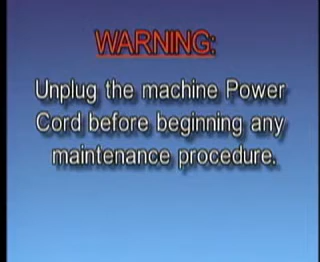 WARNING:
Unplug the machine Power
Cord before beginning any
maintenance procedure.